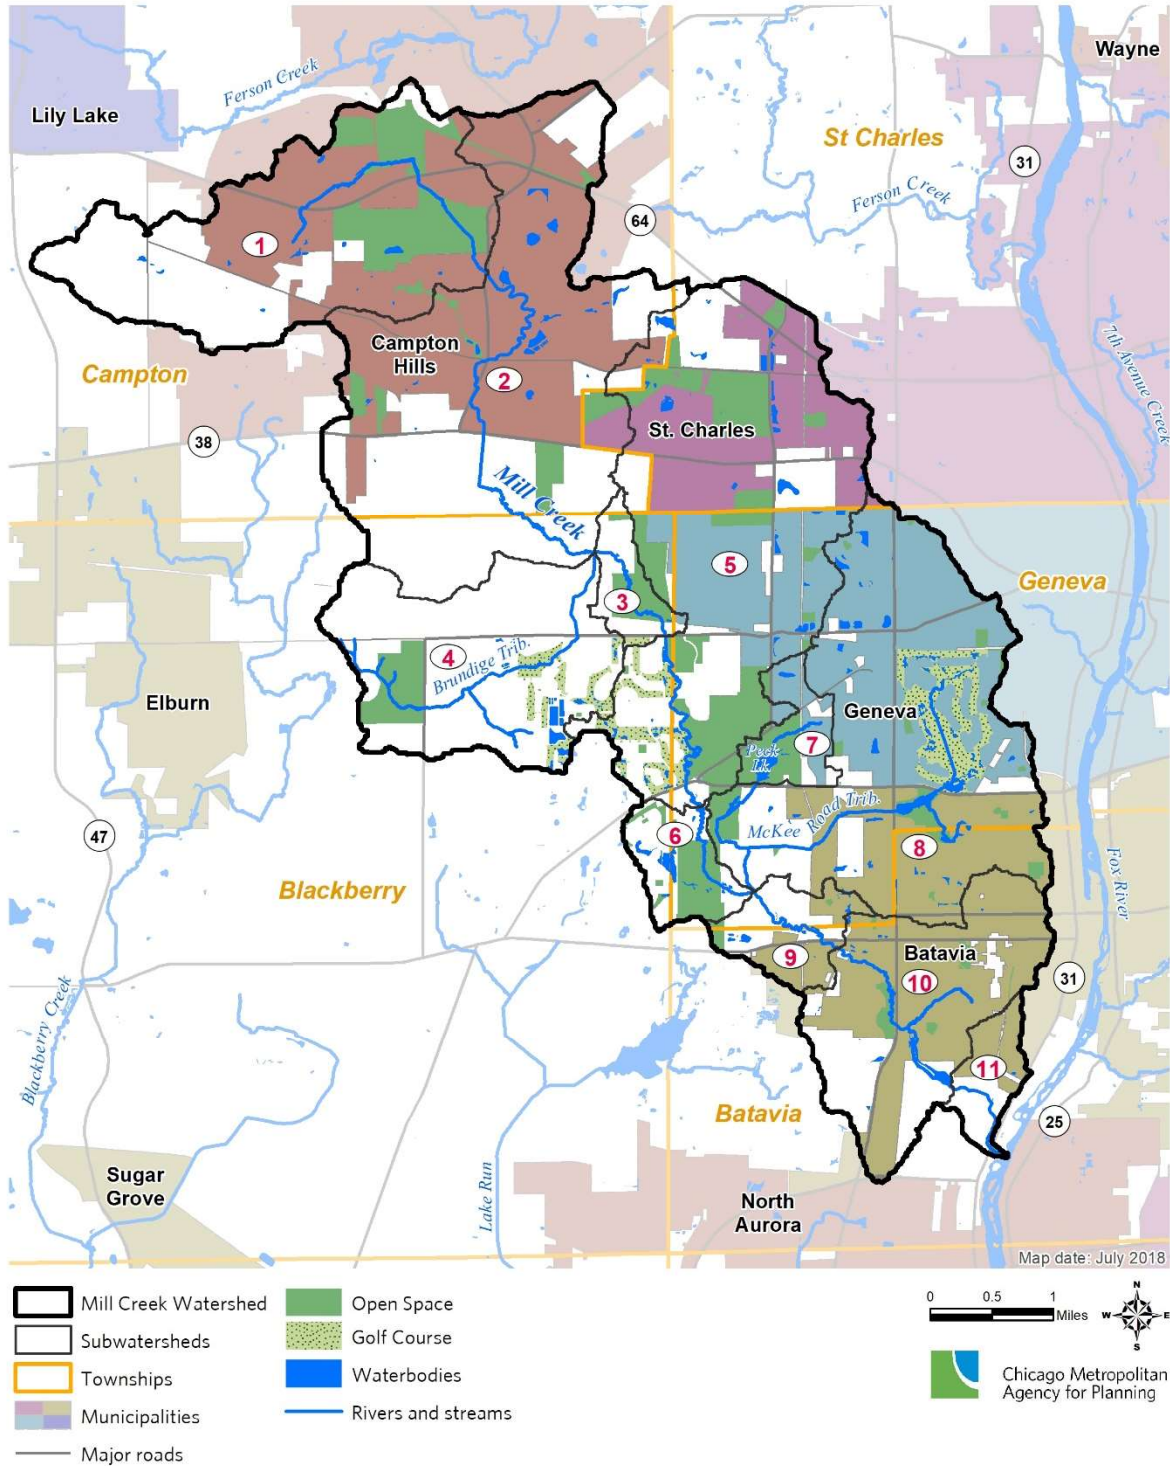 Wayne
Lily Lake
Ferson Creek
St Charles
31
Ferson Creek
64
1
7th Avenue Creek
Campton
Hills
Campton
2
St. Charles
38
Mill Creek
5
Geneva
3
4
Brundige Trib.
Elburn
Geneva
7
Peck
Lk.
McKee Road Trib.
6
47
8
Blackberry
Fox River
Batavia
9
10
31
Blackberry Creek
11
Batavia
25
Sugar
Grove
Lake Run
North
Aurora
Map date: July 2018
Mill Creek Watershed
Subwatersheds
Townships
Municipalities
Major roads
Open Space
Golf Course
Waterbodies
Rivers and streams
0 0.5 1
Miles
N
W E
S
Chicago Metropolitan
Agency for Planning